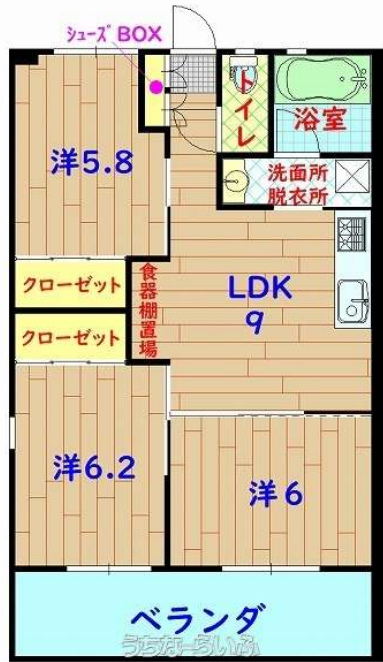 シューズBOX
トイレ
浴室
洋5.8
洗面所
脱衣所
クローゼット
食器棚置場
LDK
9
クローゼット
洋6.2
洋6
ベランダ
うちなーらいふ